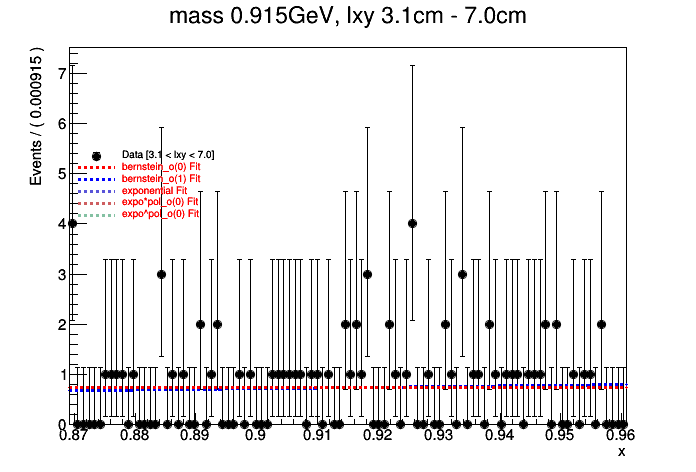 mass 0.915GeV, lxy 3.1cm - 7.0cm
Events / ( 0.000915 )
7
6
5
4
3
2
1
0
Data [3.1 < lxy < 7.0]
bernstein_o(0) Fit
bernstein_o(1) Fit
exponential Fit
expo*pol_o(0) Fit
expo^pol_o(0) Fit
0.87 0.88 0.89 0.9 0.91 0.92 0.93 0.94 0.95 0.96
x